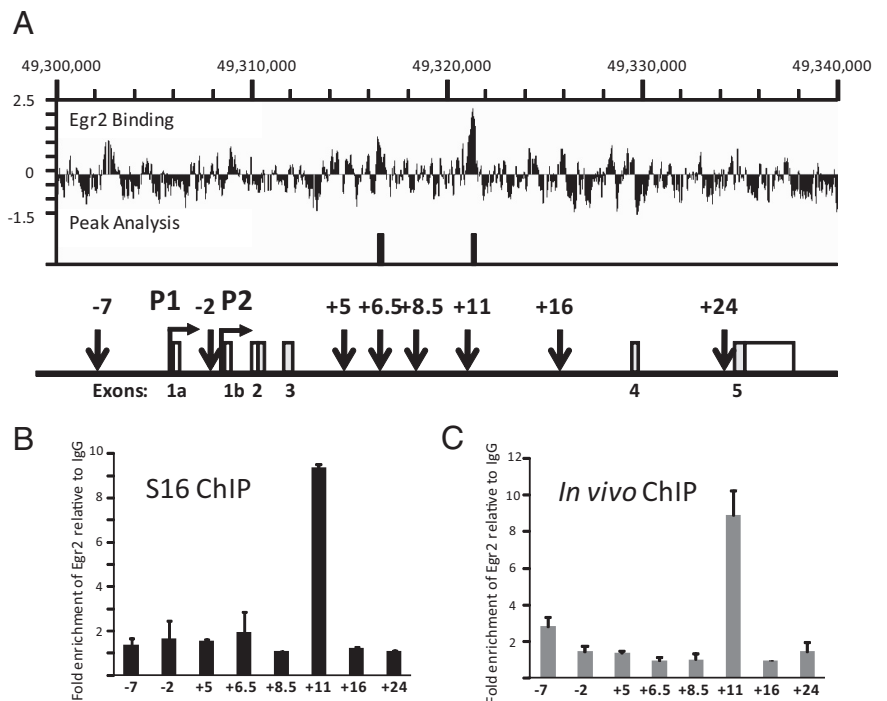 A
49,300,000 49,310,000 49,320,000 49,330,000 49,340,000
2.5
Egr2 Binding
0
-1.5
Peak Analysis
-7 P1 -2 P2 +5 +6.5 +8.5 +11 +16 +24
Exons: 1a 1b 2 3 4 5
B
Fold enrichment of Egr2 relative to IgG
10
8
6
4
2
S16 ChIP
-7 -2 +5 +6.5 +8.5 +11 +16 +24
C
Fold enrichment of Egr2 relative to IgG
12
10
8
6
4
2
In vivo ChIP
-7 -2 +5 +6.5 +8.5 +11 +16 +24